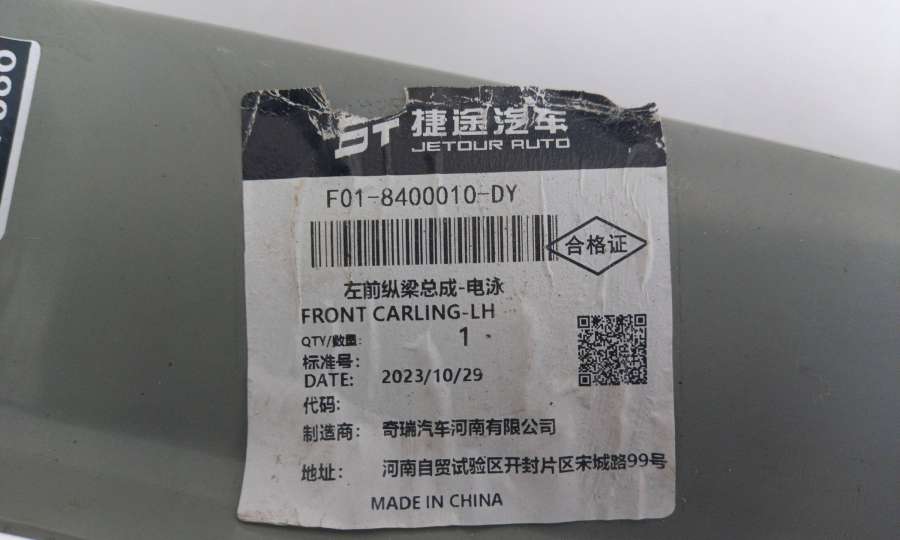 捷途汽车
JETOUR AUTO
F01-8400010-DY
合格证
左前纵梁总成-电泳
FRONT CARLING-LH
QTY/数量: 1
标准号:
DATE: 2023/10/29
代码:
制造商: 奇瑞汽车河南有限公司
地址: 河南自贸试验区开封片区宋城路99号
MADE IN CHINA